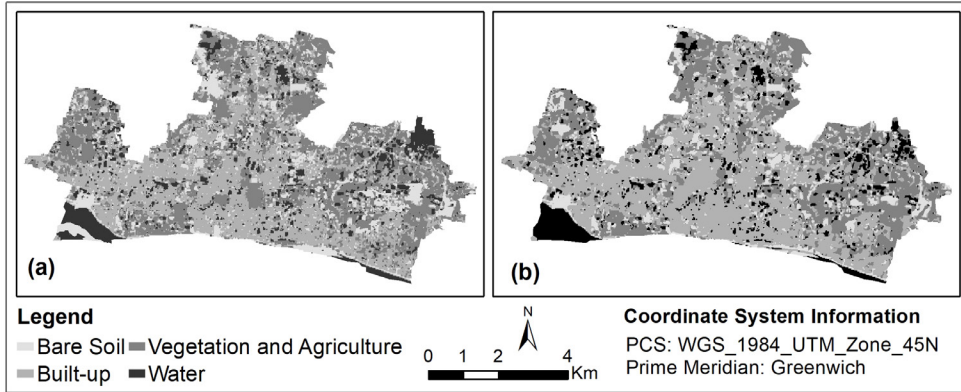 (a)
(b)
Legend
Bare Soil
Vegetation and Agriculture
Built-up
Water
N
0 1 2 4
Km
Coordinate System Information
PCS: WGS_1984_UTM_Zone_45N
Prime Meridian: Greenwich